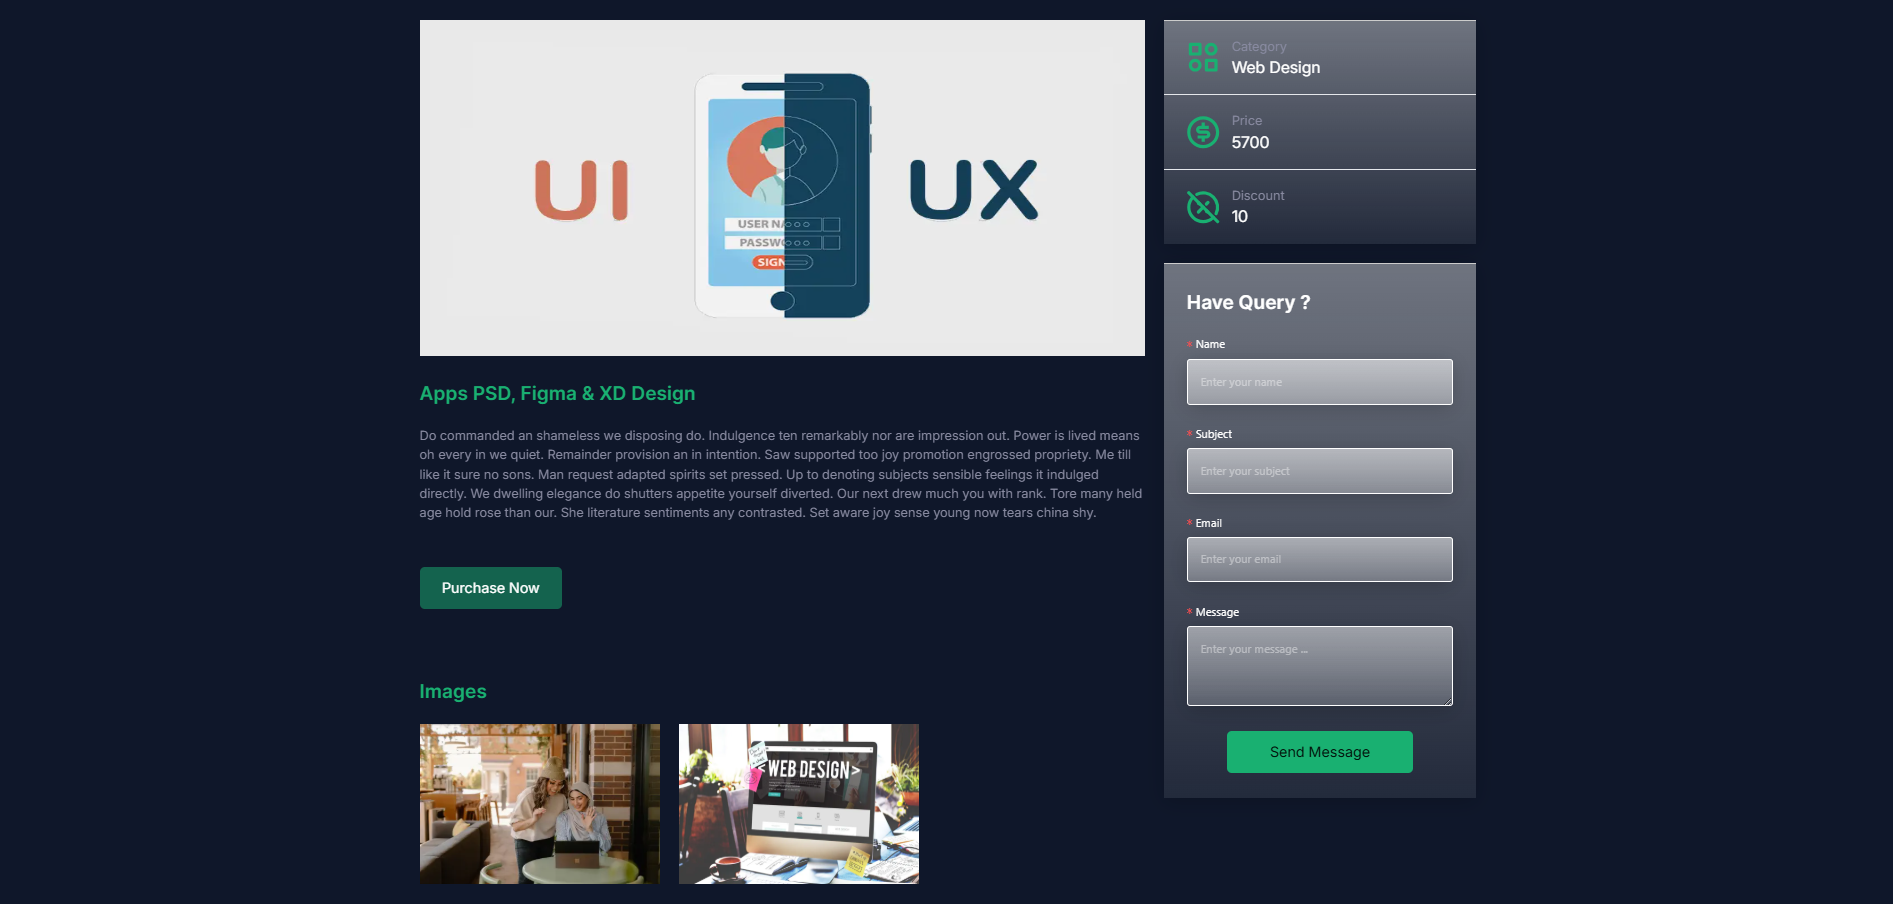 UI
UX
USER NA
PASSWO
SIGN
Apps PSD, Figma & XD Design
Do commanded an shameless we disposing do. Indulgence ten remarkably nor are impression out. Power is lived means
oh every in we quiet. Remainder provision an in intention. Saw supported too joy promotion engrossed propriety. Me till
like it sure no sons. Man request adapted spirits set pressed. Up to denoting subjects sensible feelings it indulged
directly. We dwelling elegance do shutters appetite yourself diverted. Our next drew much you with rank. Tore many held
age hold rose than our. She literature sentiments any contrasted. Set aware joy sense young now tears china shy.
Purchase Now
Images
<WEB DESIGN>
Category
Web Design
Price
5700
Discount
10
Have Query ?
* Name
Enter your name
* Subject
Enter your subject
* Email
Enter your email
* Message
Enter your message ...
Send Message